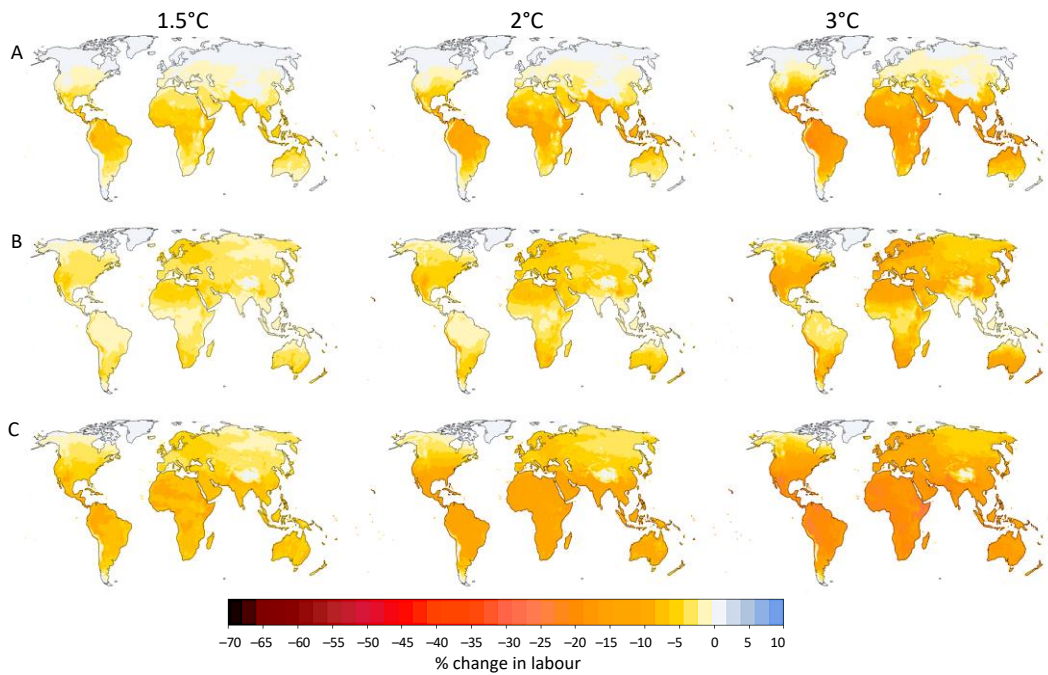 1.5°C 2°C 3°C
A
B
C
–70 –65 –60 –55 –50 –45 –40 –35 –30 –25 –20 –15 –10 –5 0 5 10
% change in labour